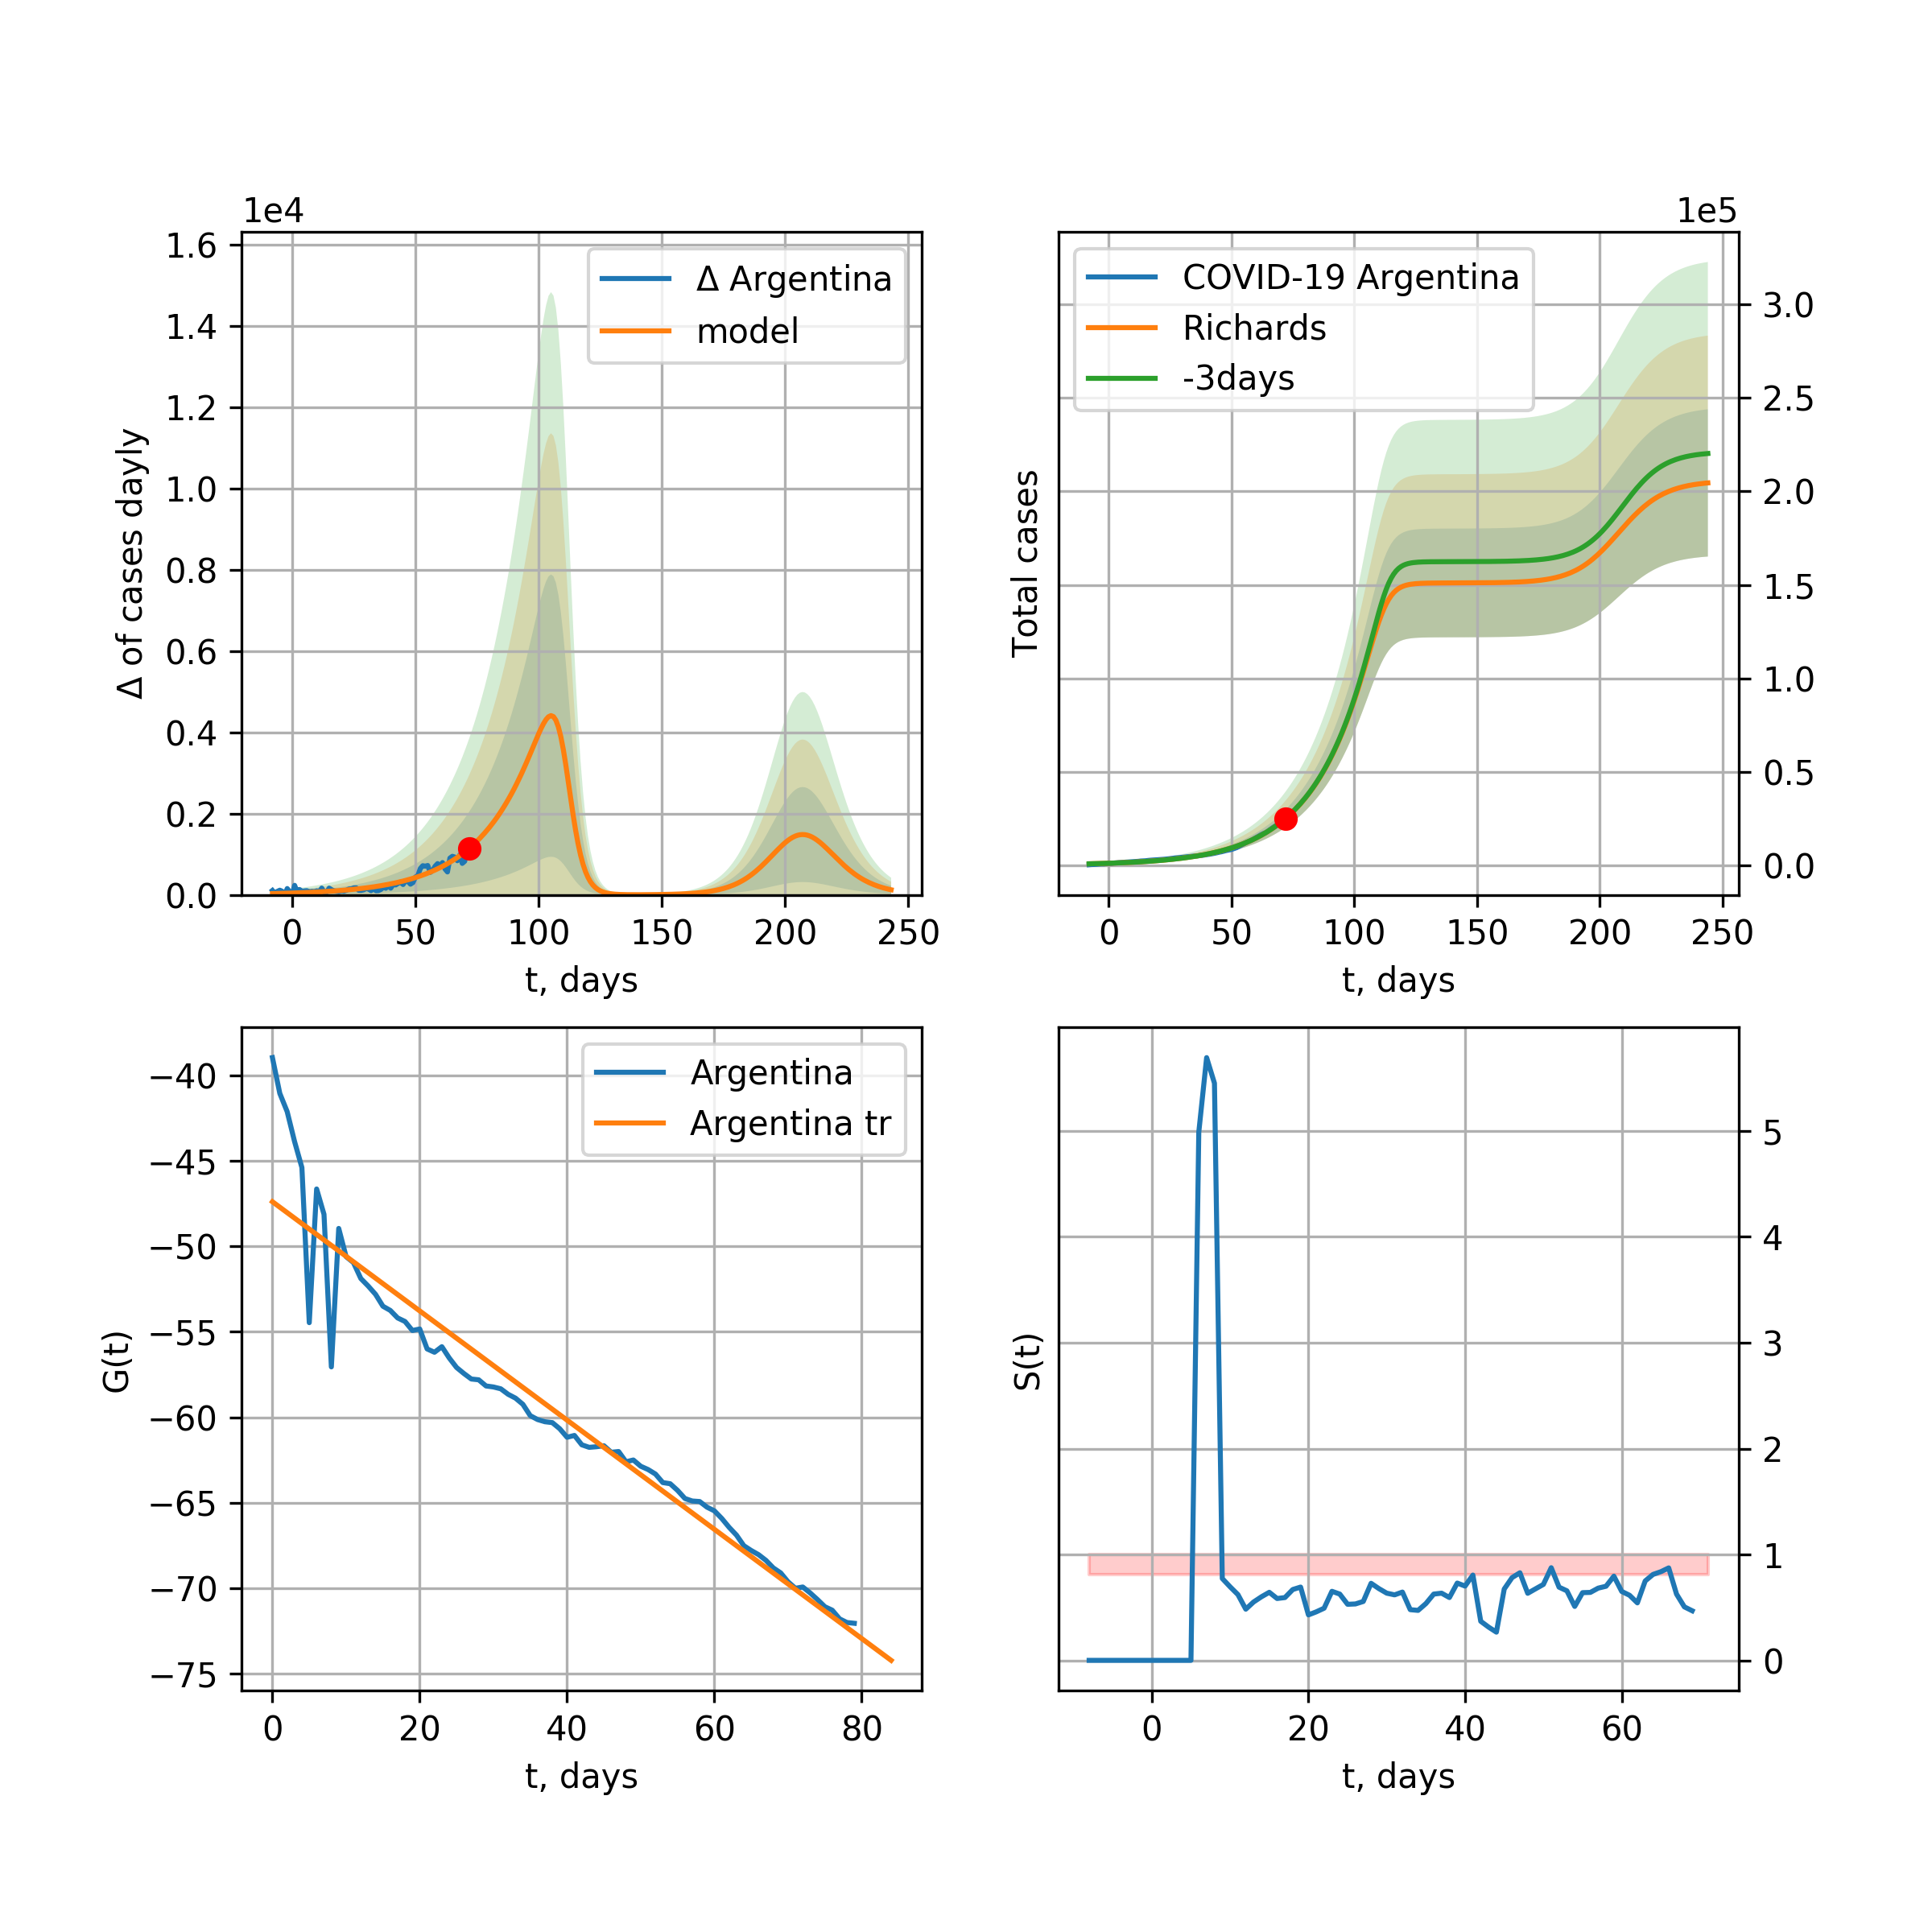 1e4
1.6
1.4
1.2
1.0
0.8
0.6
0.4
0.2
0.0
Δ of cases dayly
Δ Argentina
model
0 50 100 150 200 250
t, days
1e5
COVID-19 Argentina
Richards
-3days
Total cases
3.0
2.5
2.0
1.5
1.0
0.5
0.0
0 50 100 150 200 250
t, days
−40
−45
−50
−55
−60
−65
−70
−75
G(t)
Argentina
Argentina tr
0 20 40 60 80
t, days
S(t)
5
4
3
2
1
0
0 20 40 60
t, days